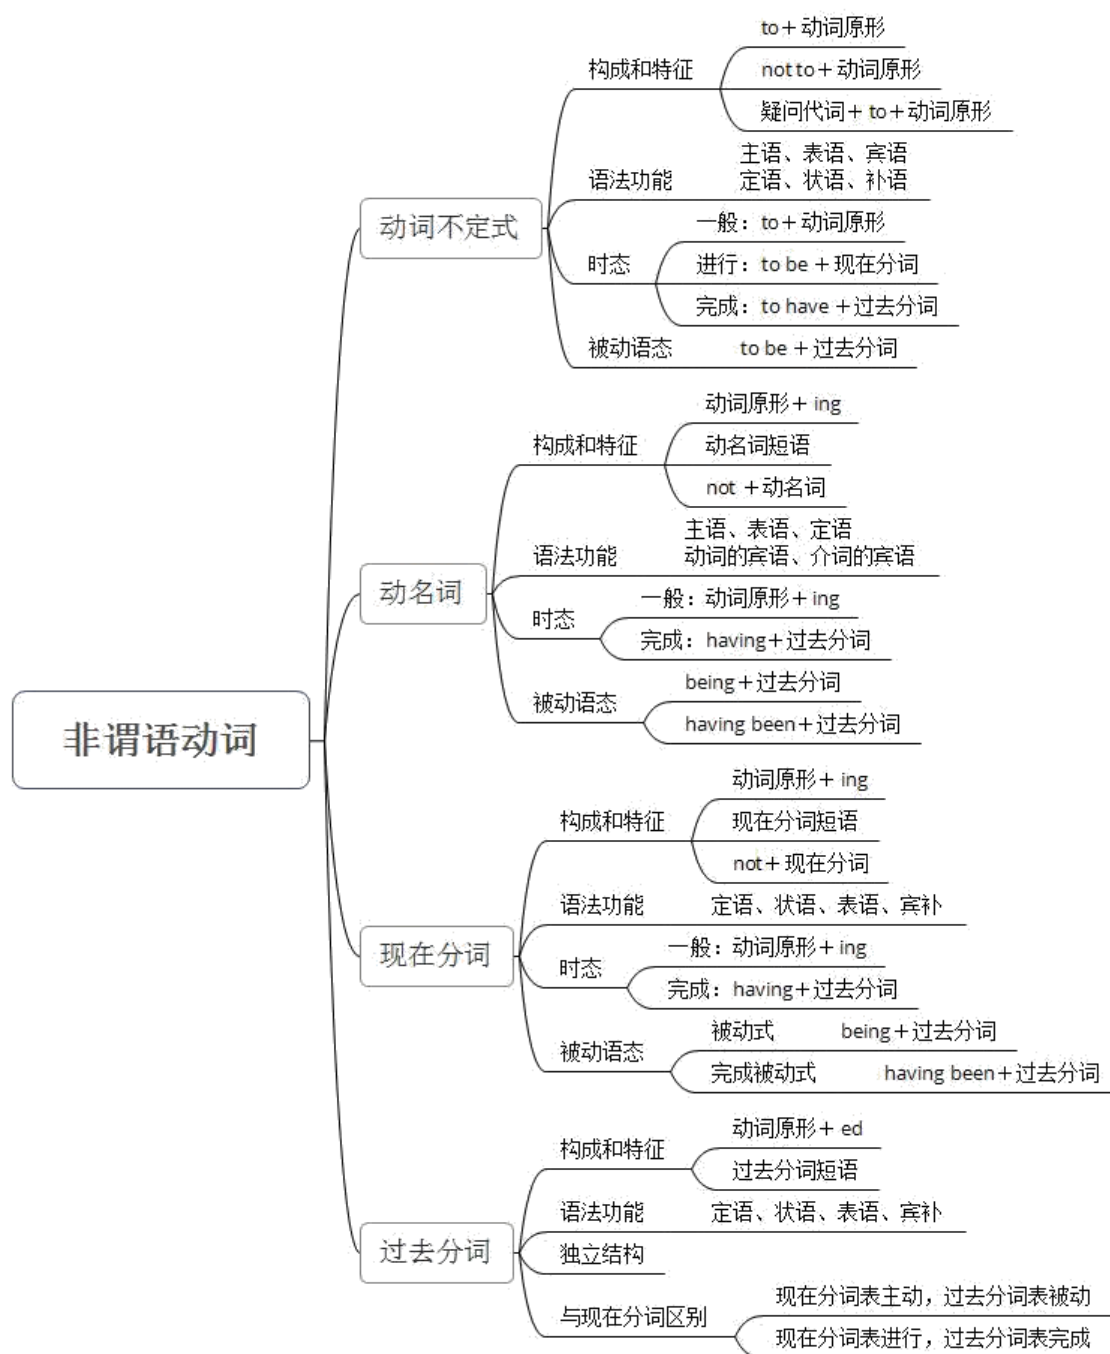 非谓语动词
动词不定式
构成和特征
to+动词原形
not to+动词原形
疑问代词+ to+动词原形
语法功能
主语、表语、宾语
定语、状语、补语
时态
一般：to+动词原形
进行：to be +现在分词
完成：to have +过去分词
被动语态
to be +过去分词
动名词
构成和特征
动词原形+ ing
动名词短语
not +动名词
语法功能
主语、表语、定语
动词的宾语、介词的宾语
时态
一般：动词原形+ing
完成：having+过去分词
被动语态
being+过去分词
having been+过去分词
现在分词
构成和特征
动词原形+ ing
现在分词短语
not+现在分词
语法功能
定语、状语、表语、宾补
时态
一般：动词原形+ing
完成：having+过去分词
被动语态
被动式 being+过去分词
完成被动式 having been+过去分词
过去分词
构成和特征
动词原形+ ed
过去分词短语
语法功能
定语、状语、表语、宾补
独立结构
与现在分词区别
现在分词表主动，过去分词表被动
现在分词表进行，过去分词表完成